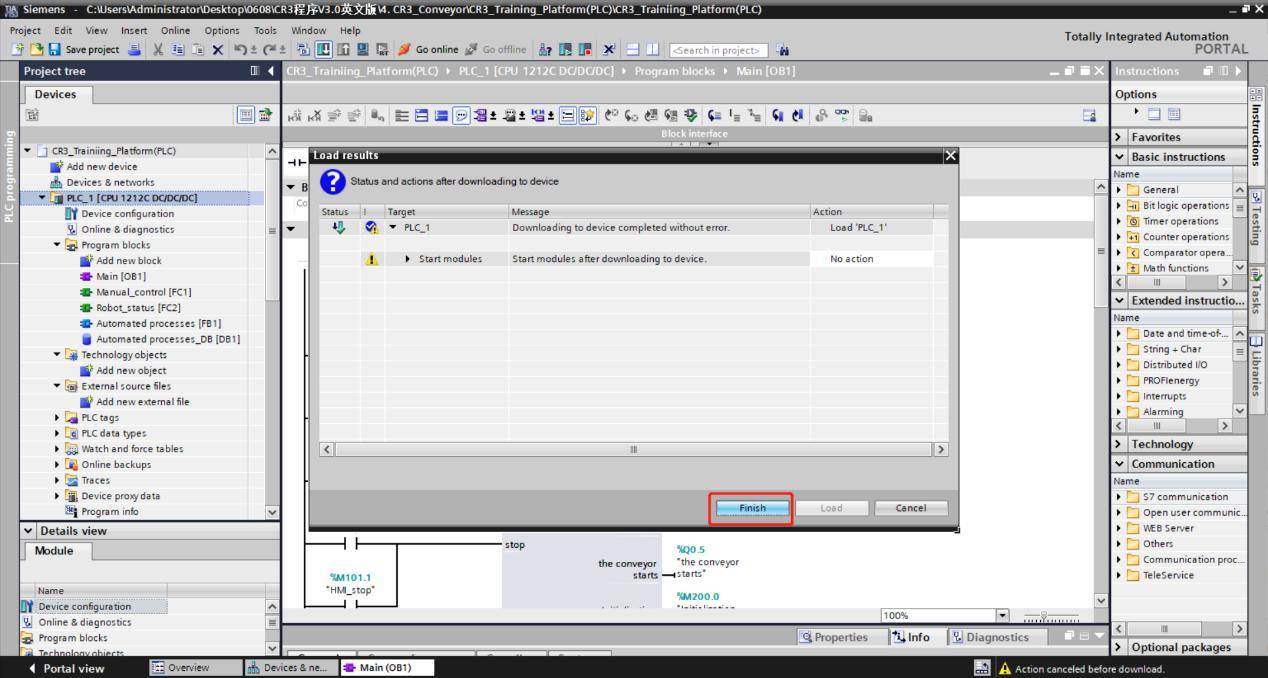 Siemens - C:\Users\Administrator\Desktop\0608\CR3程序V3.0英文版\4. CR3_Conveyor\CR3_Training_Platform(PLC)\CR3_Trainiing_Platform(PLC)
Project Edit View Insert Online Options Tools Window Help
Save project Go online Go offline <Search in project>
Totally Integrated Automation
PORTAL
Project tree
Devices
PLC programming
CR3_Trainiing_Platform(PLC)
Add new device
Devices & networks
PLC_1 [CPU 1212C DC/DC/DC]
Device configuration
Online & diagnostics
Program blocks
Add new block
Main [OB1]
Manual_control [FC1]
Robot_status [FC2]
Automated processes [FB1]
Automated processes_DB [DB1]
Technology objects
Add new object
External source files
Add new external file
PLC tags
PLC data types
Watch and force tables
Online backups
Traces
Device proxy data
Program info
Details view
Module
Name
Device configuration
Online & diagnostics
Program blocks
Technology objects
CR3_Trainiing_Platform(PLC) PLC_1 [CPU 1212C DC/DC/DC] Program blocks Main [OB1]
Block interface
Load results
Status and actions after downloading to device
Status ! Target Message Action
PLC_1 Downloading to device completed without error. Load 'PLC_1'
Start modules Start modules after downloading to device. No action
Finish Load Cancel
stop
the conveyor
starts
%Q0.5
"the conveyor
starts"
%M101.1
"HMI_stop"
%M200.0
"Initialization
100%
Properties Info Diagnostics
Instructions
Options
Favorites
Basic instructions
Name
General
Bit logic operations
Timer operations
Counter operations
Comparator opera...
Math functions
Extended instructio...
Name
Date and time-of-...
String + Char
Distributed I/O
PROFIenergy
Interrupts
Alarming
Technology
Communication
Name
S7 communication
Open user communic...
WEB Server
Others
Communication proc...
TeleService
Optional packages
Instructions
Testing
Tasks
Libraries
Portal view Overview Devices & ne... Main (OB1) Action canceled before download.